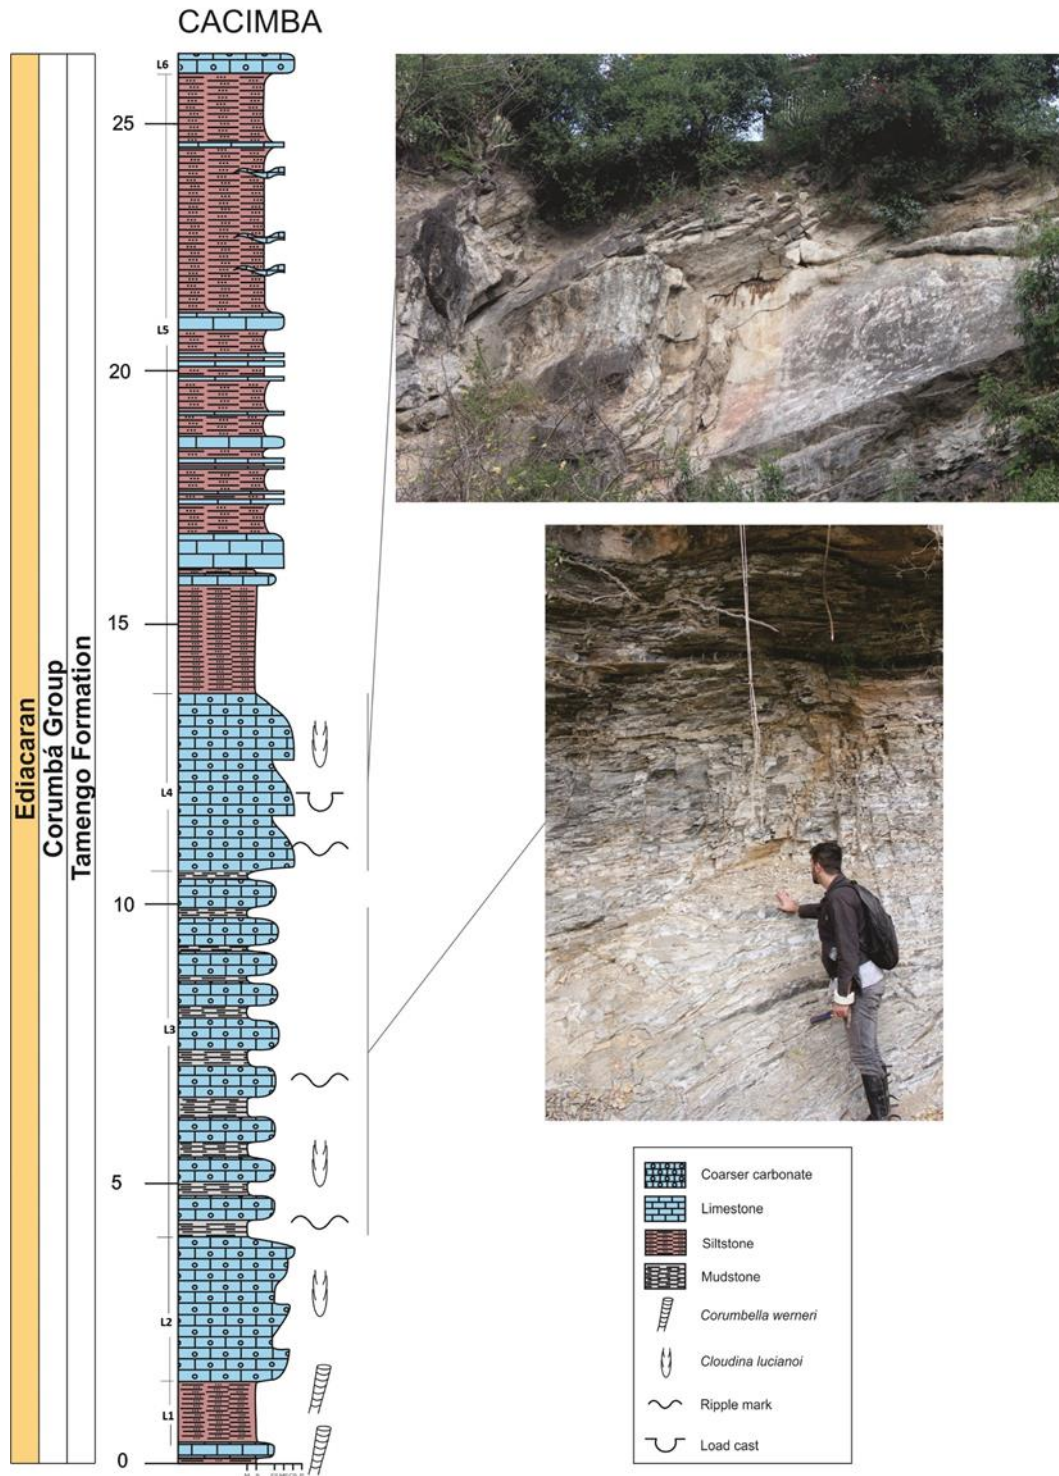 CACIMBA
L6
25
L5
20
15
L4
10
L3
5
L2
L1
0
Ediacaran
Corumbá Group
Tamengo Formation
Coarser carbonate
Limestone
Siltstone
Mudstone
Corumbella werneri
Cloudina lucianoi
Ripple mark
Load cast